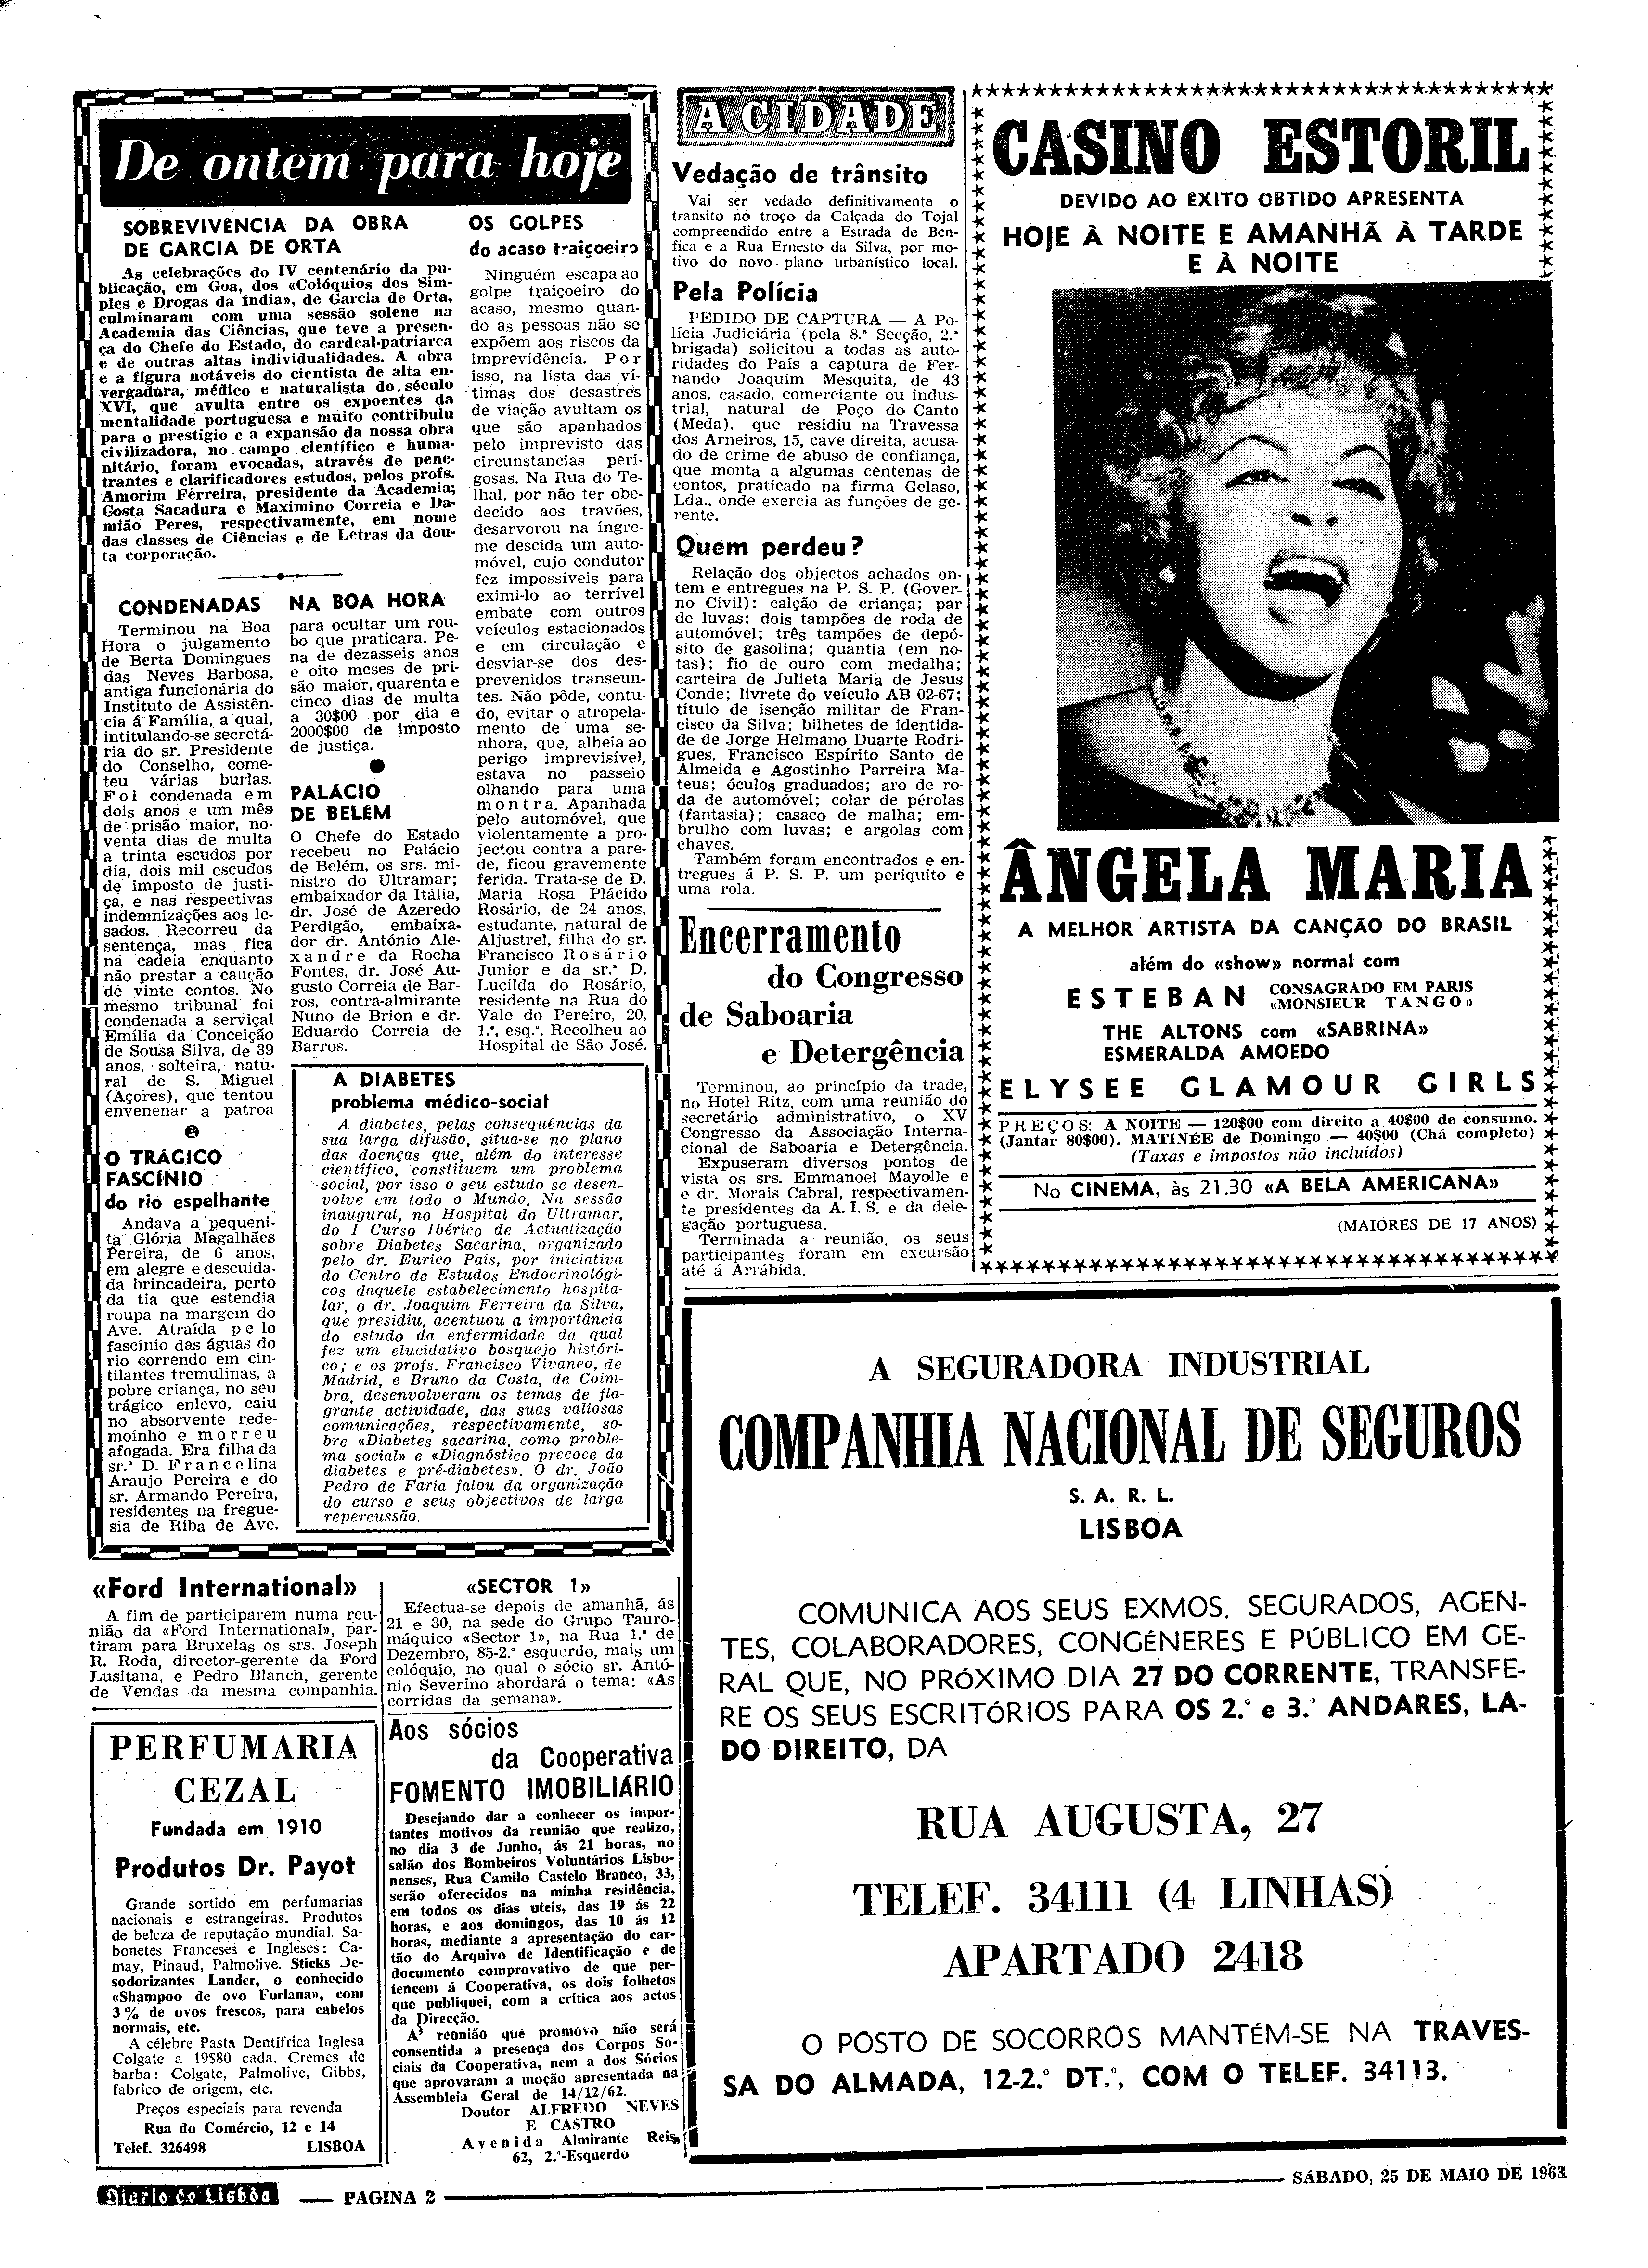 De ontem para hoje
SOBREVIVÊNCIA DA OBRA
DE GARCIA DE ORTA
As celebrações do IV centenário da pu-
blicação, em Goa, dos «Colóquios dos Sim-
ples e Drogas da Índia», de Garcia de Orta,
culminaram com uma sessão solene na
Academia das Ciências, que teve a presen-
ça do Chefe do Estado, do cardeal-patriarca
e de outras altas individualidades. A obra
e a figura notáveis do cientista de alta en-
vergadura, médico e naturalista do século
XVI, que avulta entre os expoentes da
mentalidade portuguesa e muito contribuiu
para o prestígio e a expansão da nossa obra
civilizadora, no campo científico e huma-
nitário, foram evocadas, através de pene-
trantes e clarificadores estudos, pelos profs.
Amorim Ferreira, presidente da Academia;
Costa Sacadura e Maximino Correia e Da-
mião Peres, respectivamente, em nome
das classes de Ciências e de Letras da dou-
ta corporação.
CONDENADAS NA BOA HORA
Terminou na Boa
Hora o julgamento
de Berta Domingues
das Neves Barbosa,
antiga funcionária do
Instituto de Assistên-
cia á Família, a qual,
intitulando-se secretá-
ria do sr. Presidente
do Conselho, come-
teu várias burlas.
Foi condenada em
dois anos e um mês
de prisão maior, no-
venta dias de multa
a trinta escudos por
dia, dois mil escudos
de imposto de justi-
ça, e nas respectivas
indemnizações aos le-
sados. Recorreu da
sentença, mas fica
na cadeia enquanto
não prestar a caução
de vinte contos. No
mesmo tribunal foi
condenada a serviçal
Emília da Conceição
de Sousa Silva, de 39
anos, solteira, natu-
ral de S. Miguel
(Açores), que tentou
envenenar a patroa
para ocultar um rou-
bo que praticara. Pe-
na de dezasseis anos
e oito meses de pri-
são maior, quarenta e
cinco dias de multa
a 30$00 por dia e
2000$00 de imposto
de justiça.
PALÁCIO
DE BELÉM
O Chefe do Estado
recebeu no Palácio
de Belém, os srs. mi-
nistro do Ultramar;
embaixador da Itália,
dr. José de Azeredo
Perdigão, embaixa-
dor dr. António Ale-
xandre da Rocha
Fontes, dr. José Au-
gusto Correia de Bar-
ros, contra-almirante
Nuno de Brion e dr.
Eduardo Correia de
Barros.
O TRÁGICO
FASCÍNIO
do rio espelhante
Andava a pequeni-
ta Glória Magalhães
Pereira, de 6 anos,
em alegre e descuida-
da brincadeira, perto
da tia que estendia
roupa na margem do
Ave. Atraída pelo
fascínio das águas do
rio correndo em cin-
tilantes tremulinas, a
pobre criança, no seu
trágico enlevo, caiu
no absorvente rede-
moínho e morreu
afogada. Era filha da
sr.ª D. Francelina
Araujo Pereira e do
sr. Armando Pereira,
residentes na fregue-
sia de Riba de Ave.
OS GOLPES
do acaso traiçoeiro
Ninguém escapa ao
golpe traiçoeiro do
acaso, mesmo quan-
do as pessoas não se
expõem aos riscos da
imprevidência. Por
isso, na lista das ví-
timas dos desastres
de viação avultam os
que são apanhados
pelo imprevisto das
circunstancias peri-
gosas. Na Rua do Te-
lhal, por não ter obe-
decido aos travões,
desarvorou na íngre-
me descida um auto-
móvel, cujo condutor
fez impossíveis para
eximi-lo ao terrível
embate com outros
veículos estacionados
e em circulação e
desviar-se dos des-
prevenidos transeun-
tes. Não pôde, contu-
do, evitar o atropela-
mento de uma se-
nhora, que, alheia ao
perigo imprevisível,
estava no passeio
olhando para uma
montra. Apanhada
pelo automóvel, que
violentamente a pro-
jectou contra a pare-
de, ficou gravemente
ferida. Trata-se de D.
Maria Rosa Plácido
Rosário, de 24 anos,
estudante, natural de
Aljustrel, filha do sr.
Francisco Rosário
Junior e da sr.ª D.
Lucilda do Rosário,
residente na Rua do
Vale do Pereiro, 20,
1.º, esq.º. Recolheu ao
Hospital de São José.
A DIABETES
problema médico-social
A diabetes, pelas consequências da
sua larga difusão, situa-se no plano
das doenças que, além do interesse
científico, constituem um problema
social, por isso o seu estudo se desen-
volve em todo o Mundo. Na sessão
inaugural, no Hospital do Ultramar,
do I Curso Ibérico de Actualização
sobre Diabetes Sacarina, organizado
pelo dr. Eurico Pais, por iniciativa
do Centro de Estudos Endocrinológi-
cos daquele estabelecimento hospita-
lar, o dr. Joaquim Ferreira da Silva,
que presidiu, acentuou a importância
do estudo da enfermidade da qual
fez um elucidativo bosquejo históri-
co; e os profs. Francisco Vivaneo, de
Madrid, e Bruno da Costa, de Coim-
bra, desenvolveram os temas de fla-
grante actividade, das suas valiosas
comunicações, respectivamente, so-
bre «Diabetes sacarina, como proble-
ma social» e «Diagnóstico precoce da
diabetes e pré-diabetes». O dr. João
Pedro de Faria falou da organização
do curso e seus objectivos de larga
repercussão.
«Ford International»
A fim de participarem numa reu-
nião da «Ford International», par-
tiram para Bruxelas os srs. Joseph
R. Roda, director-gerente da Ford
Lusitana, e Pedro Blanch, gerente
de Vendas da mesma companhia.
PERFUMARIA
CEZAL
Fundada em 1910
Produtos Dr. Payot
Grande sortido em perfumarias
nacionais e estrangeiras. Produtos
de beleza de reputação mundial. Sa-
bonetes Franceses e Ingleses: Ca-
may, Pinaud, Palmolive. Sticks De-
sodorizantes Lander, o conhecido
«Shampoo de ovo Furlana», com
3% de ovos frescos, para cabelos
normais, etc.
A célebre Pasta Dentífrica Inglesa
Colgate a 19$80 cada. Cremes de
barba: Colgate, Palmolive, Gibbs,
fabrico de origem, etc.
Preços especiais para revenda
Rua do Comércio, 12 e 14
Telef. 326498 LISBOA
«SECTOR 1»
Efectua-se depois de amanhã, ás
21 e 30, na sede do Grupo Tauro-
máquico «Sector 1», na Rua 1.º de
Dezembro, 85-2.º esquerdo, mais um
colóquio, no qual o sócio sr. Antó-
nio Severino abordará o tema: «As
corridas da semana».
Aos sócios
da Cooperativa
FOMENTO IMOBILIÁRIO
Desejando dar a conhecer os impor-
tantes motivos da reunião que realizo,
no dia 3 de Junho, ás 21 horas, no
salão dos Bombeiros Voluntários Lisbo-
nenses, Rua Camilo Castelo Branco, 33,
serão oferecidos na minha residência,
em todos os dias uteis, das 19 ás 22
horas, e aos domingos, das 10 ás 12
horas, mediante a apresentação do car-
tão do Arquivo de Identificação e de
documento comprovativo de que per-
tencem á Cooperativa, os dois folhetos
que publiquei, com a crítica aos actos
da Direcção.
A' reunião que promovo não será
consentida a presença dos Corpos So-
ciais da Cooperativa, nem a dos Sócios
que aprovaram a moção apresentada na
Assembleia Geral de 14/12/62.
Doutor ALFREDO NEVES
E CASTRO
Avenida Almirante Reis,
62, 2.º-Esquerdo
A CIDADE
Vedação de trânsito
Vai ser vedado definitivamente o
transito no troço da Calçada do Tojal
compreendido entre a Estrada de Ben-
fica e a Rua Ernesto da Silva, por mo-
tivo do novo plano urbanístico local.
Pela Polícia
PEDIDO DE CAPTURA — A Po-
lícia Judiciária (pela 8.ª Secção, 2.ª
brigada) solicitou a todas as auto-
ridades do País a captura de Fer-
nando Joaquim Mesquita, de 43
anos, casado, comerciante ou indus-
trial, natural de Poço do Canto
(Meda), que residiu na Travessa
dos Arneiros, 15, cave direita, acusa-
do de crime de abuso de confiança,
que monta a algumas centenas de
contos, praticado na firma Gelaso,
Lda., onde exercia as funções de ge-
rente.
Quem perdeu?
Relação dos objectos achados on-
tem e entregues na P. S. P. (Gover-
no Civil): calção de criança; par
de luvas; dois tampões de roda de
automóvel; três tampões de depó-
sito de gasolina; quantia (em no-
tas); fio de ouro com medalha;
carteira de Julieta Maria de Jesus
Conde; livrete do veículo AB 02-67;
título de isenção militar de Fran-
cisco da Silva; bilhetes de identida-
de de Jorge Helmano Duarte Rodri-
gues, Francisco Espírito Santo de
Almeida e Agostinho Parreira Ma-
teus; óculos graduados; aro de ro-
da de automóvel; colar de pérolas
(fantasia); casaco de malha; em-
brulho com luvas; e argolas com
chaves.
Também foram encontrados e en-
tregues á P. S. P. um periquito e
uma rola.
Encerramento
do Congresso
de Saboaria
e Detergência
Terminou, ao princípio da trade,
no Hotel Ritz, com uma reunião do
secretário administrativo, o XV
Congresso da Associação Interna-
cional de Saboaria e Detergência.
Expuseram diversos pontos de
vista os srs. Emmanoel Mayolle e
e dr. Morais Cabral, respectivamen-
te presidentes da A. I. S. e da dele-
gação portuguesa.
Terminada a reunião, os seus
participantes foram em excursão
até á Arrábida.
CASINO ESTORIL
DEVIDO AO ÊXITO OBTIDO APRESENTA
HOJE À NOITE E AMANHÃ À TARDE
E À NOITE
ÂNGELA MARIA
A MELHOR ARTISTA DA CANÇÃO DO BRASIL
além do «show» normal com
ESTEBAN CONSAGRADO EM PARIS
«MONSIEUR TANGO»
THE ALTONS com «SABRINA»
ESMERALDA AMOEDO
ELYSEE GLAMOUR GIRLS
PREÇOS: A NOITE — 120$00 com direito a 40$00 de consumo.
(Jantar 80$00). MATINÉE de Domingo — 40$00 (Chá completo)
(Taxas e impostos não incluídos)
No CINEMA, às 21.30 «A BELA AMERICANA»
(MAIORES DE 17 ANOS)
A SEGURADORA INDUSTRIAL
COMPANHIA NACIONAL DE SEGUROS
S. A. R. L.
LISBOA
COMUNICA AOS SEUS EXMOS. SEGURADOS, AGEN-
TES, COLABORADORES, CONGÉNERES E PÚBLICO EM GE-
RAL QUE, NO PRÓXIMO DIA 27 DO CORRENTE, TRANSFE-
RE OS SEUS ESCRITÓRIOS PARA OS 2.º e 3.º ANDARES, LA-
DO DIREITO, DA
RUA AUGUSTA, 27
TELEF. 34111 (4 LINHAS)
APARTADO 2418
O POSTO DE SOCORROS MANTÉM-SE NA TRAVES-
SA DO ALMADA, 12-2.º DT.º, COM O TELEF. 34113.
Diário de Lisboa — PAGINA 2 — SÁBADO, 25 DE MAIO DE 1963